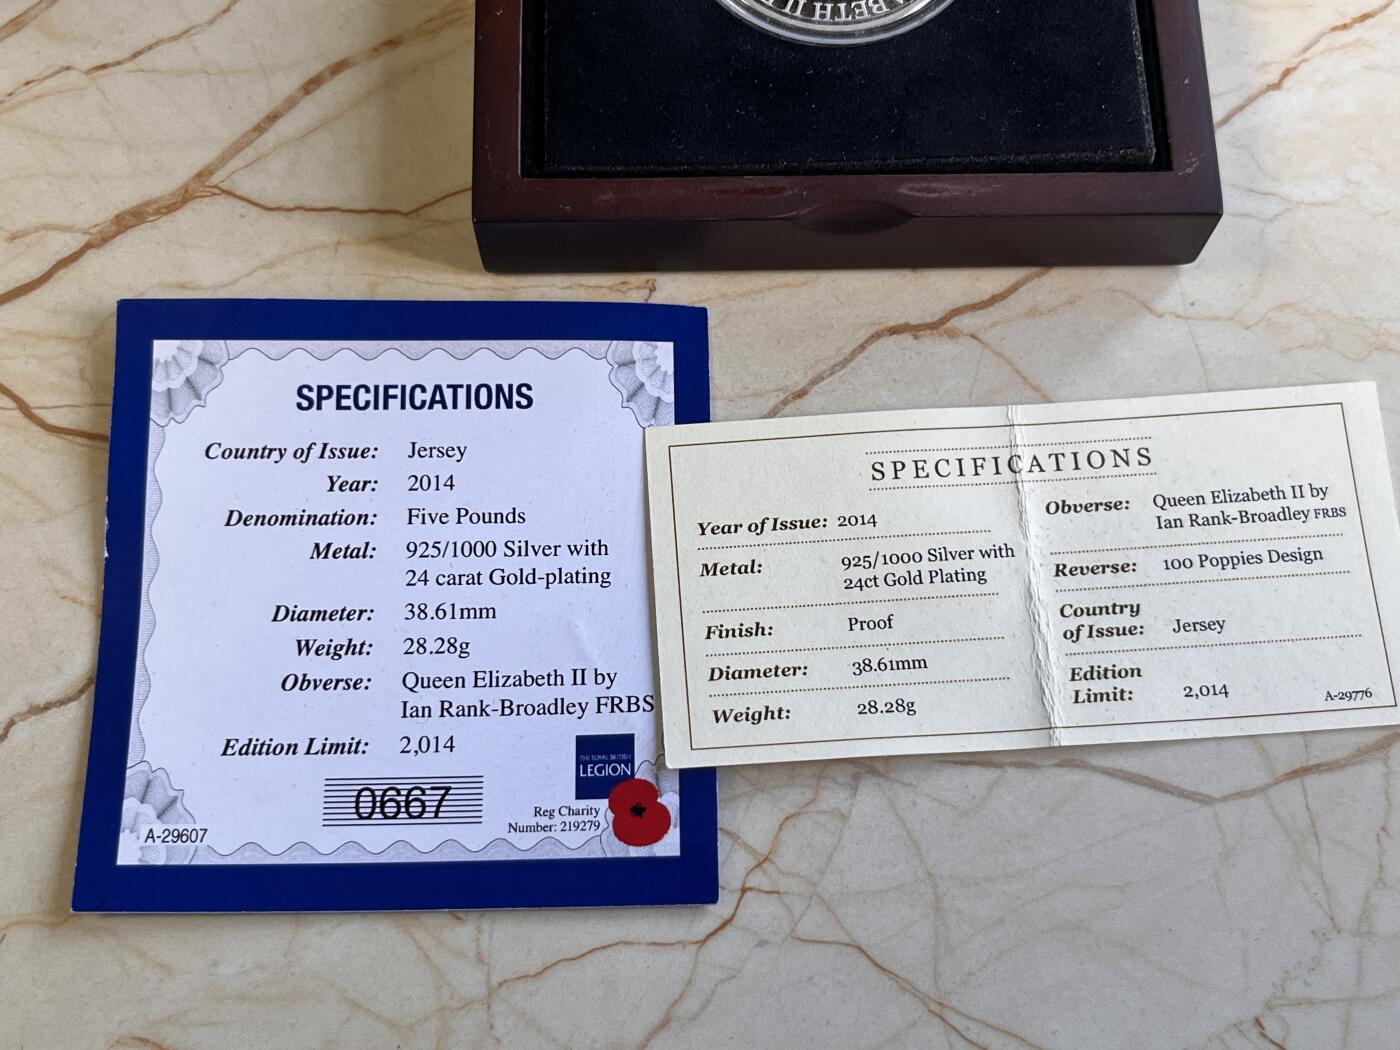 BETH II
SPECIFICATIONS
Country of Issue: Jersey
Year: 2014
Denomination: Five Pounds
Metal: 925/1000 Silver with
24 carat Gold-plating
Diameter: 38.61mm
Weight: 28.28g
Obverse: Queen Elizabeth II by
Ian Rank-Broadley FRBS
Edition Limit: 2,014
0667
A-29607
THE ROYAL BRITISH
LEGION
Reg Charity
Number: 219279
SPECIFICATIONS
Year of Issue: 2014
Metal: 925/1000 Silver with
24ct Gold Plating
Finish: Proof
Diameter: 38.61mm
Weight: 28.28g
Obverse: Queen Elizabeth II by
Ian Rank-Broadley FRBS
Reverse: 100 Poppies Design
Country
of Issue: Jersey
Edition
Limit: 2,014
A-29776